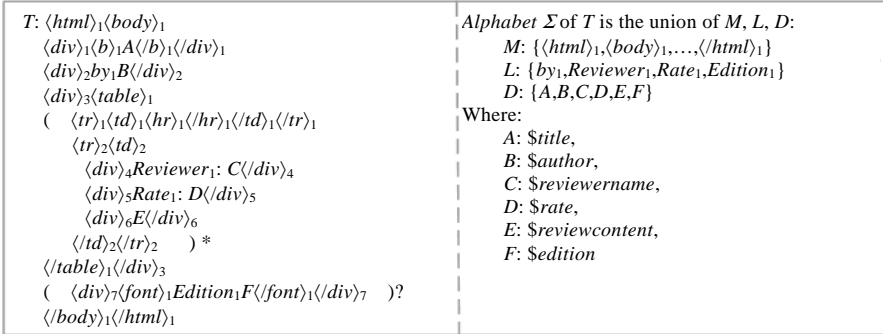 T: ⟨html⟩₁⟨body⟩₁
⟨div⟩₁⟨b⟩₁A⟨/b⟩₁⟨/div⟩₁
⟨div⟩₂by₁B⟨/div⟩₂
⟨div⟩₃⟨table⟩₁
( ⟨tr⟩₁⟨td⟩₁⟨hr⟩₁⟨/hr⟩₁⟨/td⟩₁⟨/tr⟩₁
⟨tr⟩₂⟨td⟩₂
⟨div⟩₄Reviewer₁: C⟨/div⟩₄
⟨div⟩₅Rate₁: D⟨/div⟩₅
⟨div⟩₆E⟨/div⟩₆
⟨/td⟩₂⟨/tr⟩₂ ) *
⟨/table⟩₁⟨/div⟩₃
( ⟨div⟩₇⟨font⟩₁Edition₁F⟨/font⟩₁⟨/div⟩₇ )?
⟨/body⟩₁⟨/html⟩₁
Alphabet Σ of T is the union of M, L, D:
M: {⟨html⟩₁,⟨body⟩₁,…,⟨/html⟩₁}
L: {by₁,Reviewer₁,Rate₁,Edition₁}
D: {A,B,C,D,E,F}
Where:
A: $title,
B: $author,
C: $reviewername,
D: $rate,
E: $reviewcontent,
F: $edition